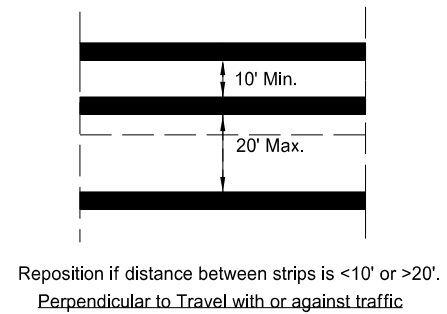 10' Min.
20' Max.
Reposition if distance between strips is <10' or >20'.
Perpendicular to Travel with or against traffic